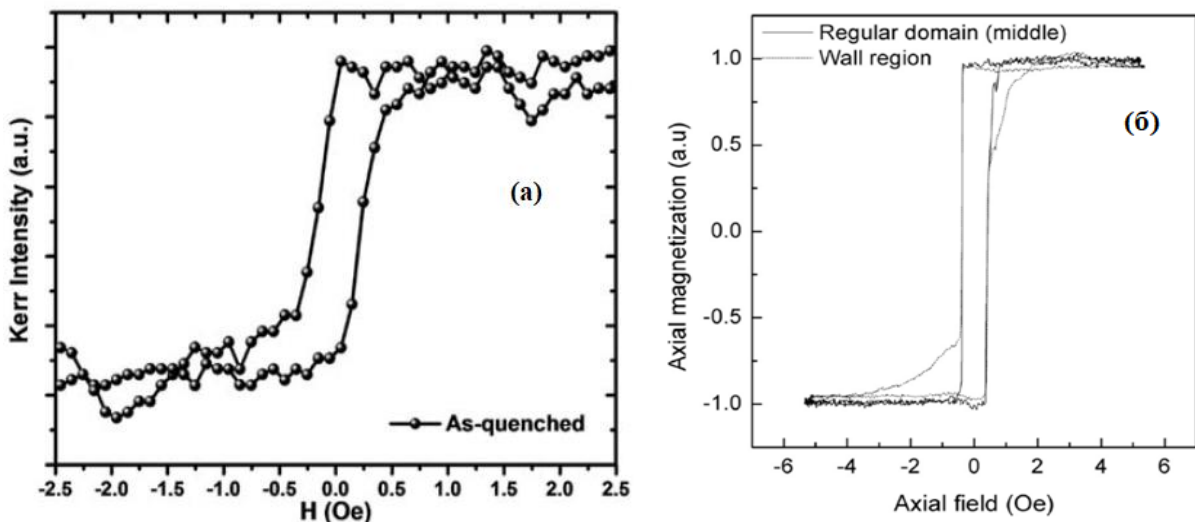 Kerr Intensity (a.u.)
(а)
As-quenched
-2.5 -2.0 -1.5 -1.0 -0.5 0.0 0.5 1.0 1.5 2.0 2.5
H (Oe)
Regular domain (middle)
Wall region
(б)
Axial magnetization (a.u)
1.0
0.5
0.0
-0.5
-1.0
-6 -4 -2 0 2 4 6
Axial field (Oe)